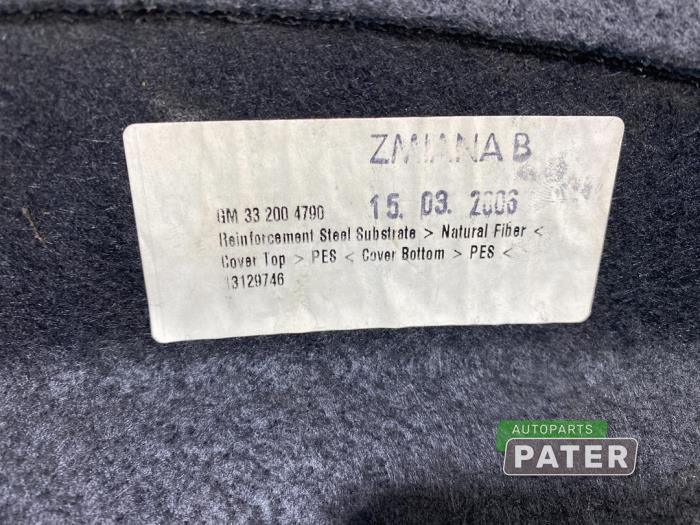 ZMIANA B
GM 33 200 4790 15. 03. 2006
Reinforcement Steel Substrate > Natural Fiber <
Cover Top > PES < Cover Bottom > PES <
13129746
AUTOPARTS
PATER